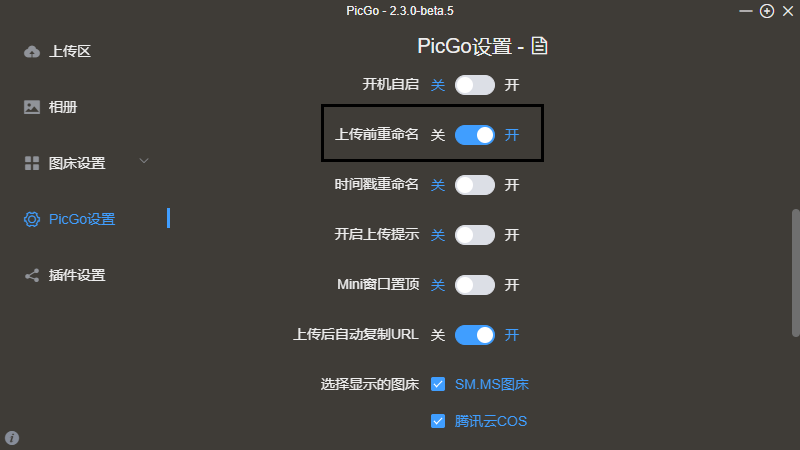 PicGo - 2.3.0-beta.5
上传区
相册
图床设置
PicGo设置
插件设置
PicGo设置 -
开机自启 关 开
上传前重命名 关 开
时间戳重命名 关 开
开启上传提示 关 开
Mini窗口置顶 关 开
上传后自动复制URL 关 开
选择显示的图床 SM.MS图床
腾讯云COS